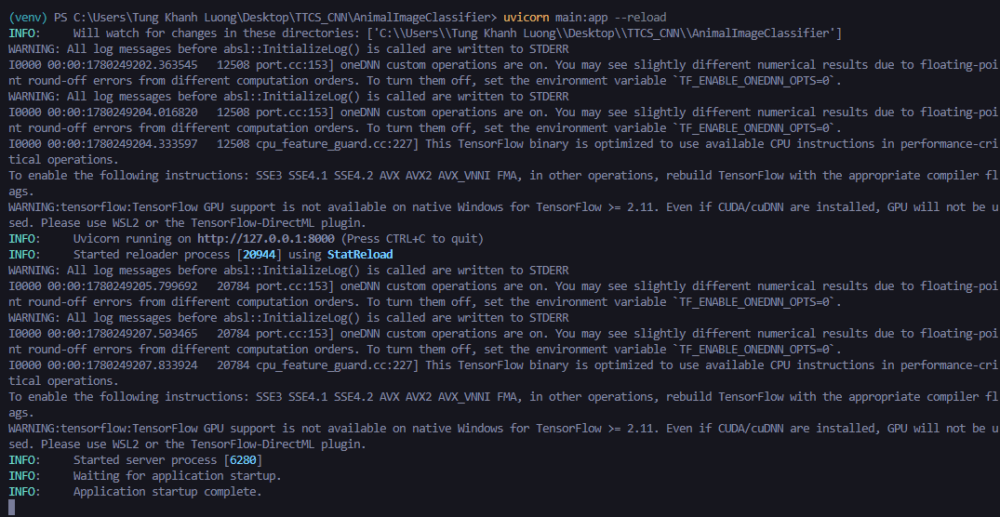 (venv) PS C:\Users\Tung Khanh Luong\Desktop\TTCS_CNN\AnimalImageClassifier> uvicorn main:app --reload
INFO:     Will watch for changes in these directories: ['C:\\Users\\Tung Khanh Luong\\Desktop\\TTCS_CNN\\AnimalImageClassifier']
WARNING: All log messages before absl::InitializeLog() is called are written to STDERR
I0000 00:00:1780249202.363545   12508 port.cc:153] oneDNN custom operations are on. You may see slightly different numerical results due to floating-poi
nt round-off errors from different computation orders. To turn them off, set the environment variable `TF_ENABLE_ONEDNN_OPTS=0`.
WARNING: All log messages before absl::InitializeLog() is called are written to STDERR
I0000 00:00:1780249204.016820   12508 port.cc:153] oneDNN custom operations are on. You may see slightly different numerical results due to floating-poi
nt round-off errors from different computation orders. To turn them off, set the environment variable `TF_ENABLE_ONEDNN_OPTS=0`.
I0000 00:00:1780249204.333597   12508 cpu_feature_guard.cc:227] This TensorFlow binary is optimized to use available CPU instructions in performance-cri
tical operations.
To enable the following instructions: SSE3 SSE4.1 SSE4.2 AVX AVX2 AVX_VNNI FMA, in other operations, rebuild TensorFlow with the appropriate compiler fl
ags.
WARNING:tensorflow:TensorFlow GPU support is not available on native Windows for TensorFlow >= 2.11. Even if CUDA/cuDNN are installed, GPU will not be u
sed. Please use WSL2 or the TensorFlow-DirectML plugin.
INFO:     Uvicorn running on http://127.0.0.1:8000 (Press CTRL+C to quit)
INFO:     Started reloader process [20944] using StatReload
WARNING: All log messages before absl::InitializeLog() is called are written to STDERR
I0000 00:00:1780249205.799692   20784 port.cc:153] oneDNN custom operations are on. You may see slightly different numerical results due to floating-poi
nt round-off errors from different computation orders. To turn them off, set the environment variable `TF_ENABLE_ONEDNN_OPTS=0`.
WARNING: All log messages before absl::InitializeLog() is called are written to STDERR
I0000 00:00:1780249207.503465   20784 port.cc:153] oneDNN custom operations are on. You may see slightly different numerical results due to floating-poi
nt round-off errors from different computation orders. To turn them off, set the environment variable `TF_ENABLE_ONEDNN_OPTS=0`.
I0000 00:00:1780249207.833924   20784 cpu_feature_guard.cc:227] This TensorFlow binary is optimized to use available CPU instructions in performance-cri
tical operations.
To enable the following instructions: SSE3 SSE4.1 SSE4.2 AVX AVX2 AVX_VNNI FMA, in other operations, rebuild TensorFlow with the appropriate compiler fl
ags.
WARNING:tensorflow:TensorFlow GPU support is not available on native Windows for TensorFlow >= 2.11. Even if CUDA/cuDNN are installed, GPU will not be u
sed. Please use WSL2 or the TensorFlow-DirectML plugin.
INFO:     Started server process [6280]
INFO:     Waiting for application startup.
INFO:     Application startup complete.